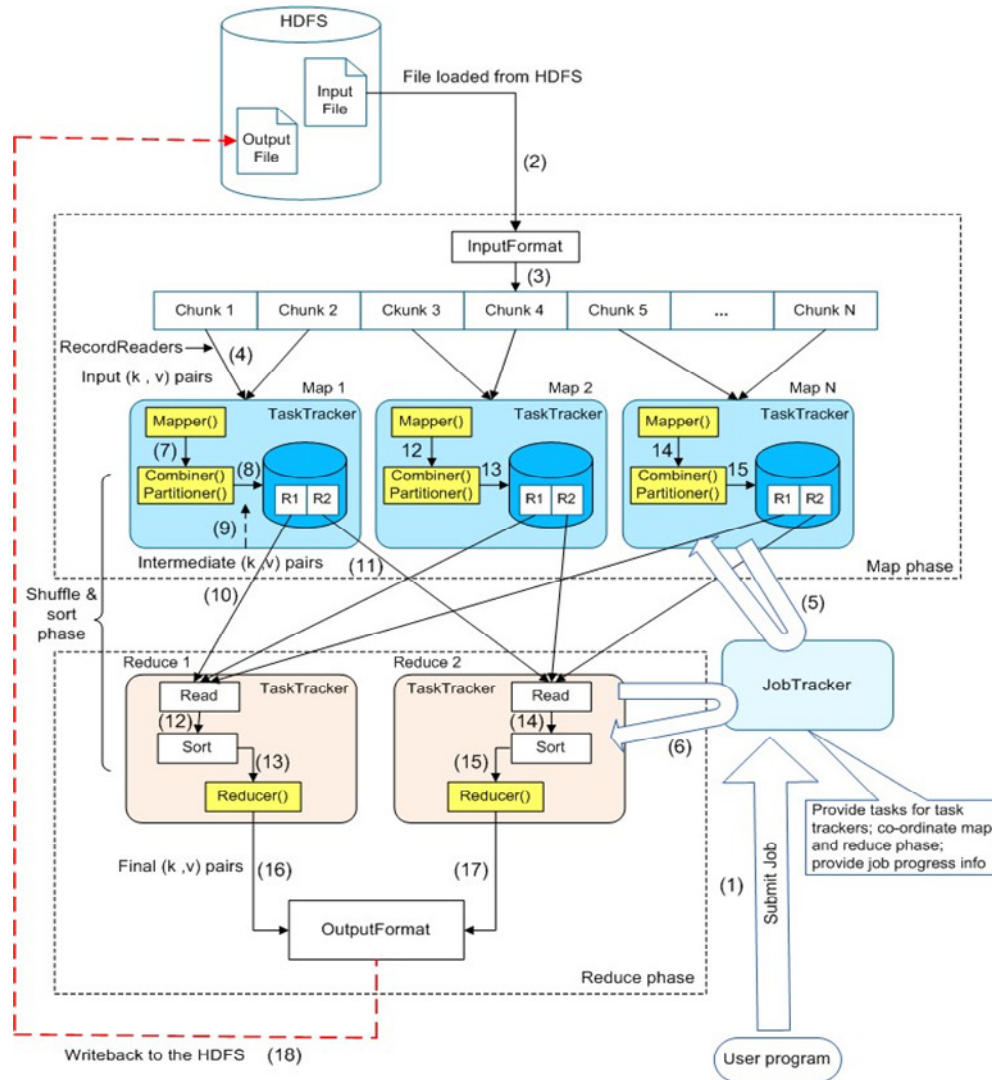 HDFS
File loaded from HDFS
Input
File
Output
File
(2)
InputFormat
(3)
Chunk 1
Chunk 2
Ckunk 3
Chunk 4
Chunk 5
...
Chunk N
RecordReaders
(4)
Input (k , v) pairs
Map 1
Map 2
Map N
TaskTracker
TaskTracker
TaskTracker
Mapper()
Mapper()
Mapper()
(7)
12
14
Combiner()
Partitioner()
(8)
Combiner()
Partitioner()
13
Combiner()
Partitioner()
15
R1
R2
R1
R2
R1
R2
(9)
Intermediate (k ,v) pairs
(11)
Map phase
(10)
(5)
Shuffle &
sort
phase
Reduce 1
Reduce 2
TaskTracker
TaskTracker
Read
Read
JobTracker
(12)
(14)
Sort
Sort
(6)
(13)
(15)
Reducer()
Reducer()
Provide tasks for task
trackers; co-ordinate map
and reduce phase;
provide job progress info
Final (k ,v) pairs
(16)
(17)
(1)
Submit Job
OutputFormat
Reduce phase
Writeback to the HDFS
(18)
User program